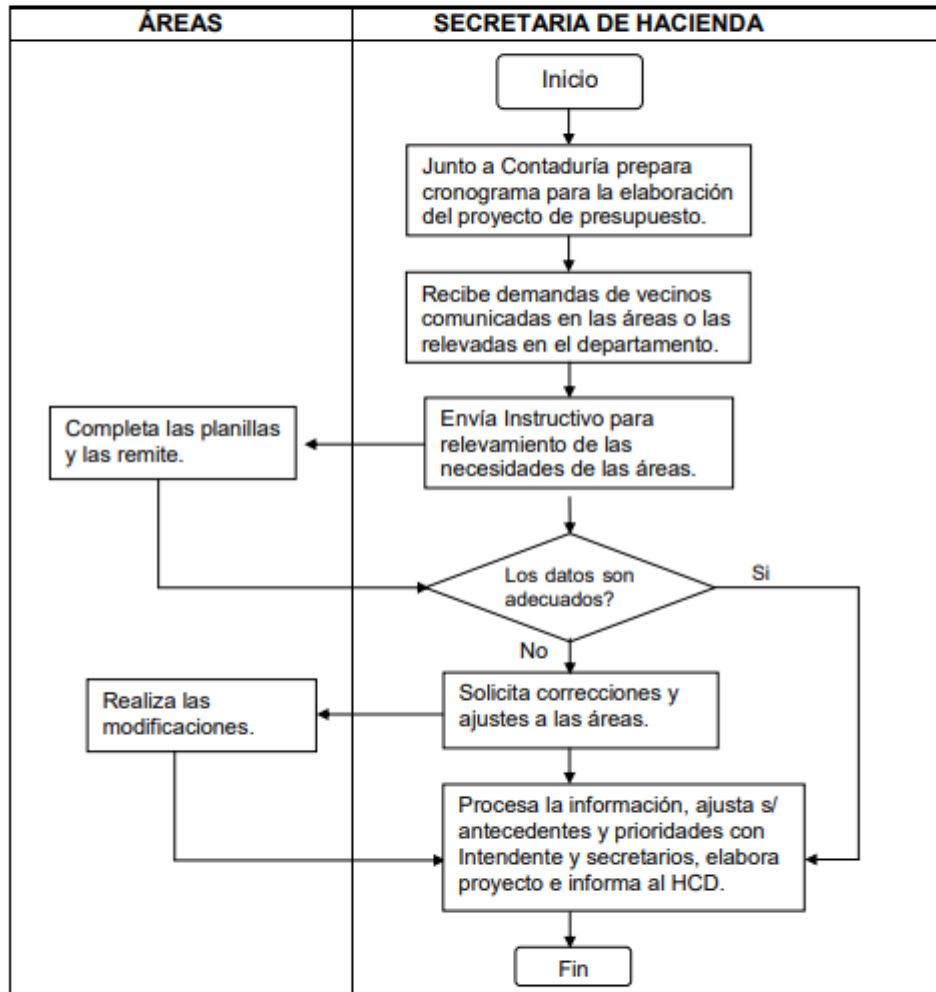 ÁREAS
SECRETARIA DE HACIENDA
Inicio
Junto a Contaduría prepara
cronograma para la elaboración
del proyecto de presupuesto.
Recibe demandas de vecinos
comunicadas en las áreas o las
relevadas en el departamento.
Envía Instructivo para
relevamiento de las
necesidades de las áreas.
Completa las planillas
y las remite.
Los datos son
adecuados?
Si
No
Solicita correcciones y
ajustes a las áreas.
Realiza las
modificaciones.
Procesa la información, ajusta s/
antecedentes y prioridades con
Intendente y secretarios, elabora
proyecto e informa al HCD.
Fin